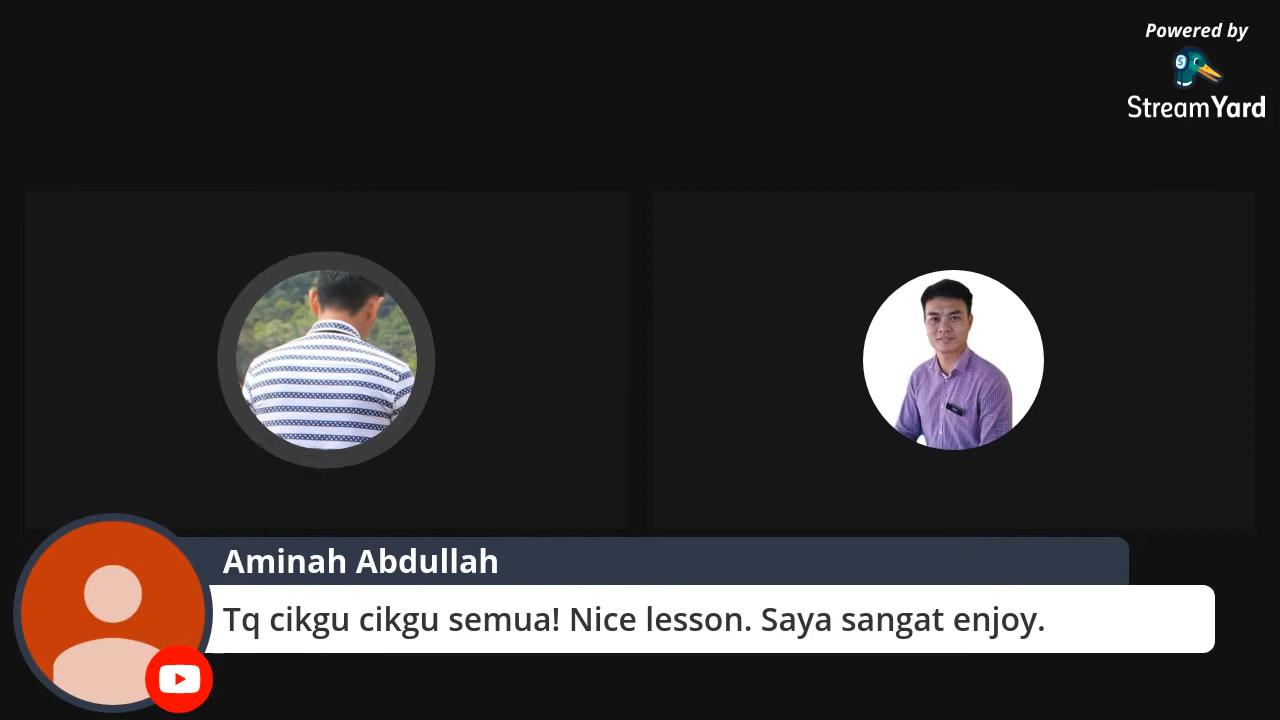 Powered by
StreamYard
Aminah Abdullah
Tq cikgu cikgu semua! Nice lesson. Saya sangat enjoy.